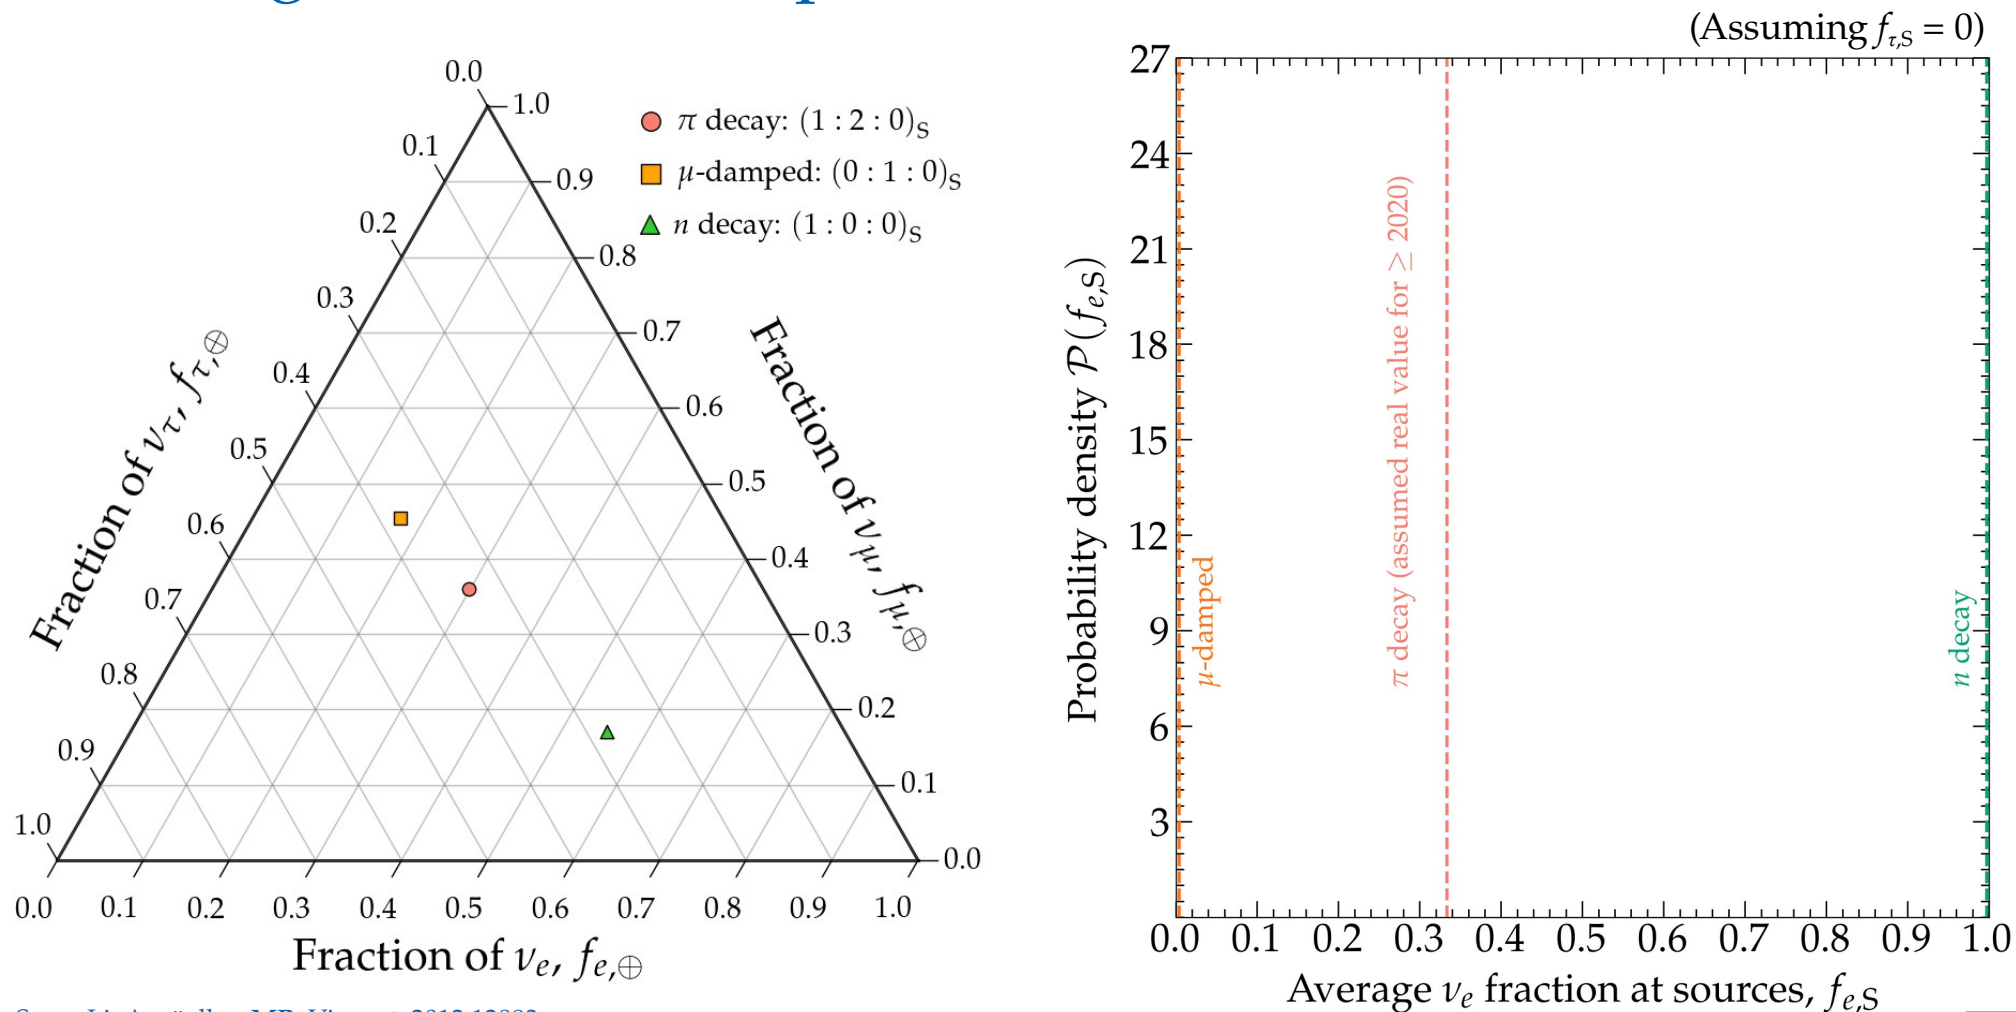 π decay: (1 : 2 : 0)S
μ-damped: (0 : 1 : 0)S
n decay: (1 : 0 : 0)S
0.0
0.1
0.2
0.3
0.4
0.5
0.6
0.7
0.8
0.9
1.0
Fraction of ντ, fτ,⊕
1.0
0.9
0.8
0.7
0.6
0.5
0.4
0.3
0.2
0.1
0.0
Fraction of νμ, fμ,⊕
0.0 0.1 0.2 0.3 0.4 0.5 0.6 0.7 0.8 0.9 1.0
Fraction of νe, fe,⊕
(Assuming fτ,S = 0)
27
24
21
18
15
12
9
6
3
Probability density P(fe,S)
μ-damped
π decay (assumed real value for ≥ 2020)
n decay
0.0 0.1 0.2 0.3 0.4 0.5 0.6 0.7 0.8 0.9 1.0
Average νe fraction at sources, fe,S